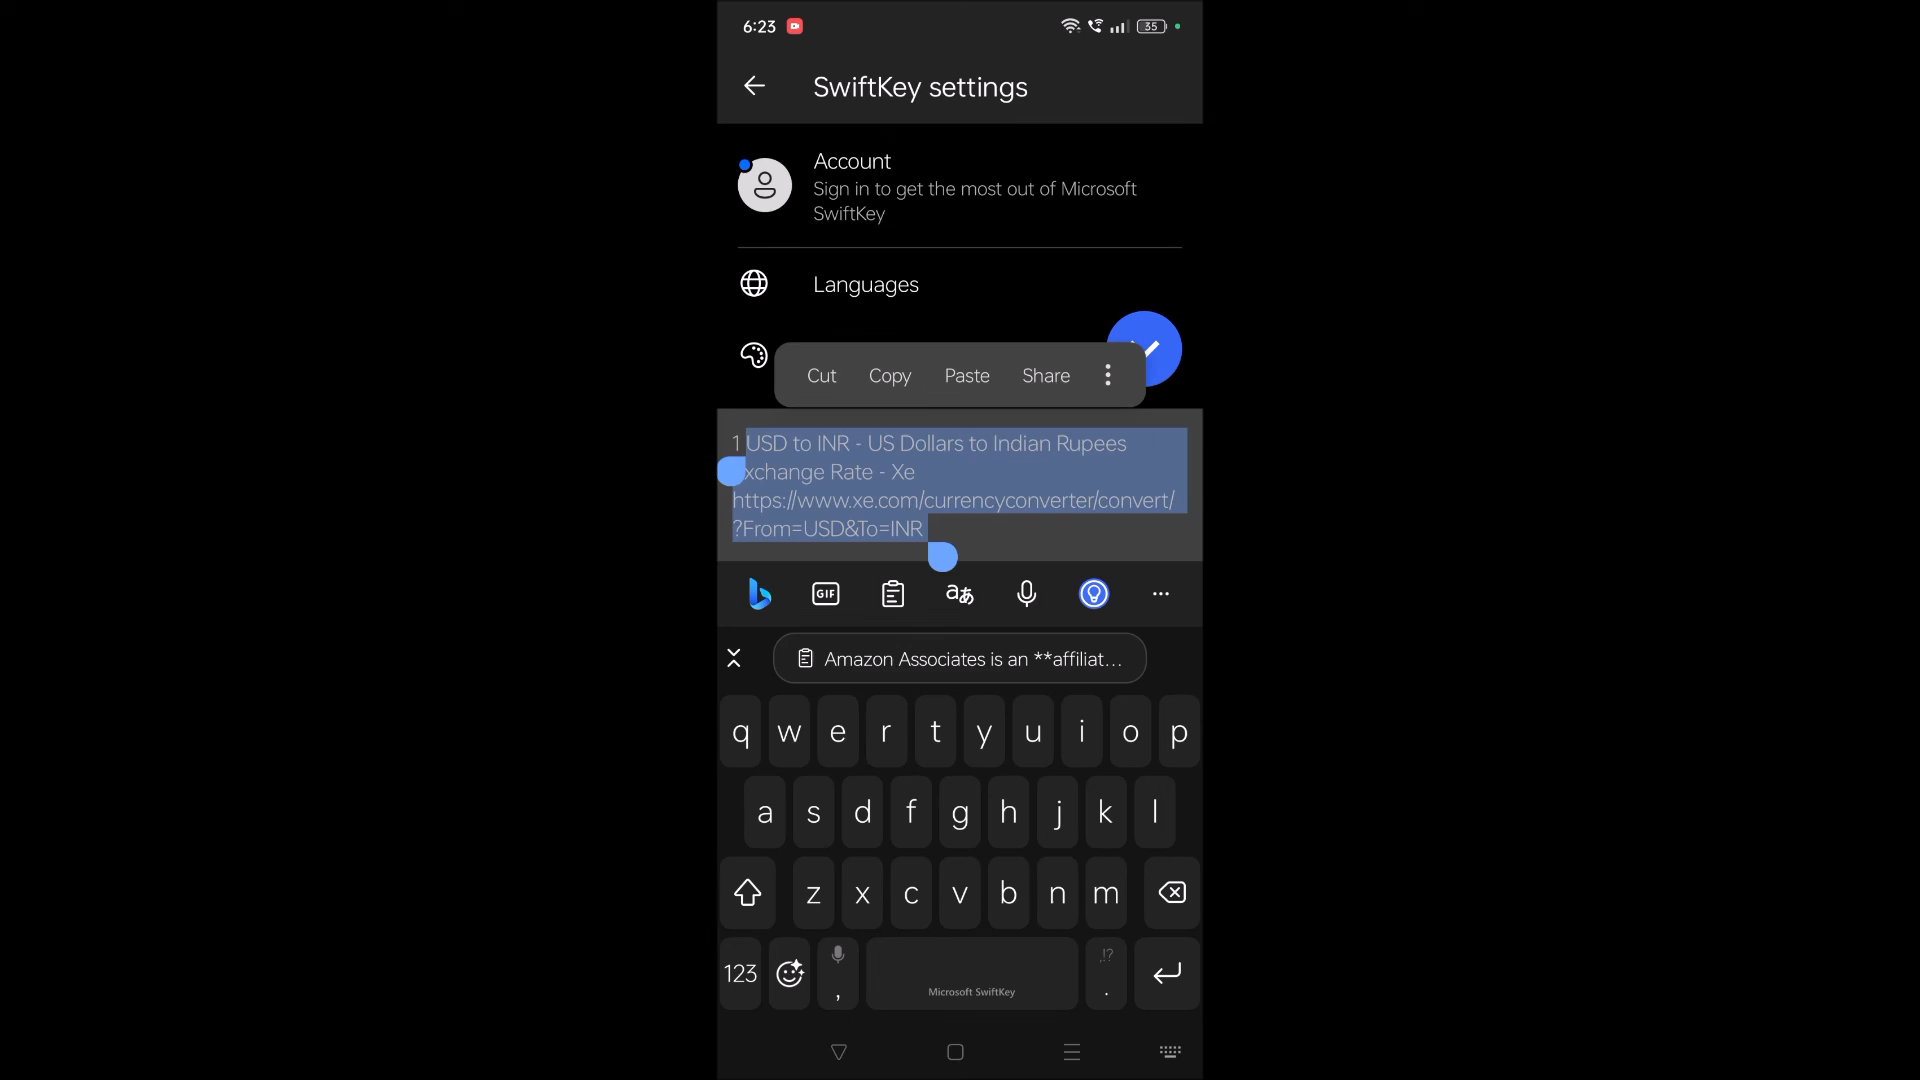 6:23
35
SwiftKey settings
Account
Sign in to get the most out of Microsoft
SwiftKey
Languages
Cut Copy Paste Share
1 USD to INR - US Dollars to Indian Rupees
xchange Rate - Xe
https://www.xe.com/currencyconverter/convert/
?From=USD&To=INR
GIF
aあ
Amazon Associates is an **affiliat...
q w e r t y u i o p
a s d f g h j k l
z x c v b n m
123 , Microsoft SwiftKey .!? .